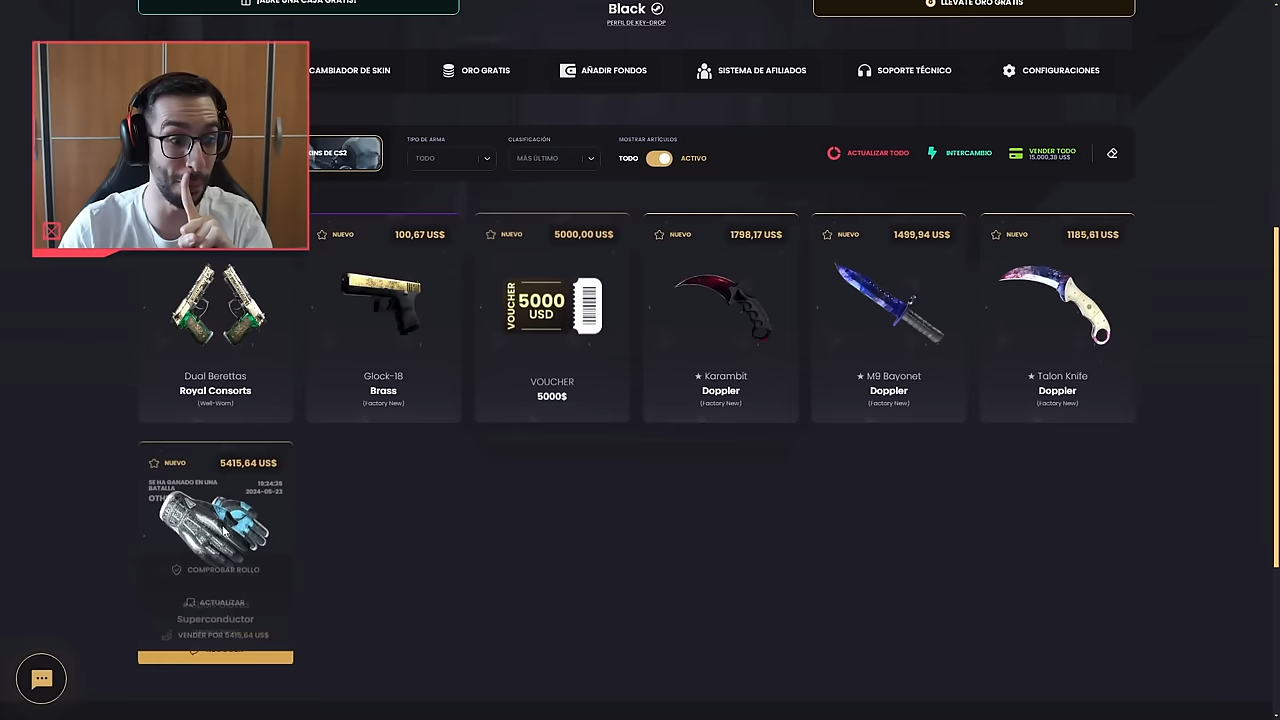 ¡ABRE UNA CAJA GRATIS!
Black
PERFIL DE KEY-DROP
LLÉVATE ORO GRATIS
CAMBIADOR DE SKIN
ORO GRATIS
AÑADIR FONDOS
SISTEMA DE AFILIADOS
SOPORTE TÉCNICO
CONFIGURACIONES
INS DE CS2
TIPO DE ARMA
TODO
CLASIFICACIÓN
MÁS ÚLTIMO
MOSTRAR ARTÍCULOS
TODO
ACTIVO
ACTUALIZAR TODO
INTERCAMBIO
VENDER TODO
15.000,38 US$
Dual Berettas
Royal Consorts
(Well-Worn)
NUEVO
100,67 US$
Glock-18
Brass
(Factory New)
NUEVO
5000,00 US$
VOUCHER
5000
USD
VOUCHER
5000$
NUEVO
1798,17 US$
★ Karambit
Doppler
(Factory New)
NUEVO
1499,94 US$
★ M9 Bayonet
Doppler
(Factory New)
NUEVO
1185,61 US$
★ Talon Knife
Doppler
(Factory New)
NUEVO
5415,64 US$
SE HA GANADO EN UNA
BATALLA
19:24:38
2024-05-23
COMPROBAR ROLLO
ACTUALIZAR
Superconductor
VENDER POR 5415,64 US$